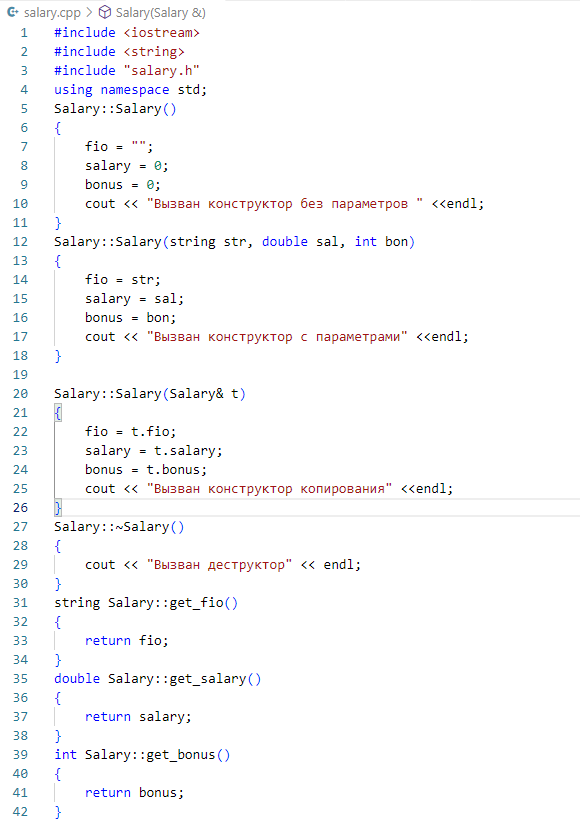 salary.cpp > Salary(Salary &)
1 #include <iostream>
2 #include <string>
3 #include "salary.h"
4 using namespace std;
5 Salary::Salary()
6 {
7     fio = "";
8     salary = 0;
9     bonus = 0;
10     cout << "Вызван конструктор без параметров " <<endl;
11 }
12 Salary::Salary(string str, double sal, int bon)
13 {
14     fio = str;
15     salary = sal;
16     bonus = bon;
17     cout << "Вызван конструктор с параметрами" <<endl;
18 }
19
20 Salary::Salary(Salary& t)
21 {
22     fio = t.fio;
23     salary = t.salary;
24     bonus = t.bonus;
25     cout << "Вызван конструктор копирования" <<endl;
26 }
27 Salary::~Salary()
28 {
29     cout << "Вызван деструктор" << endl;
30 }
31 string Salary::get_fio()
32 {
33     return fio;
34 }
35 double Salary::get_salary()
36 {
37     return salary;
38 }
39 int Salary::get_bonus()
40 {
41     return bonus;
42 }